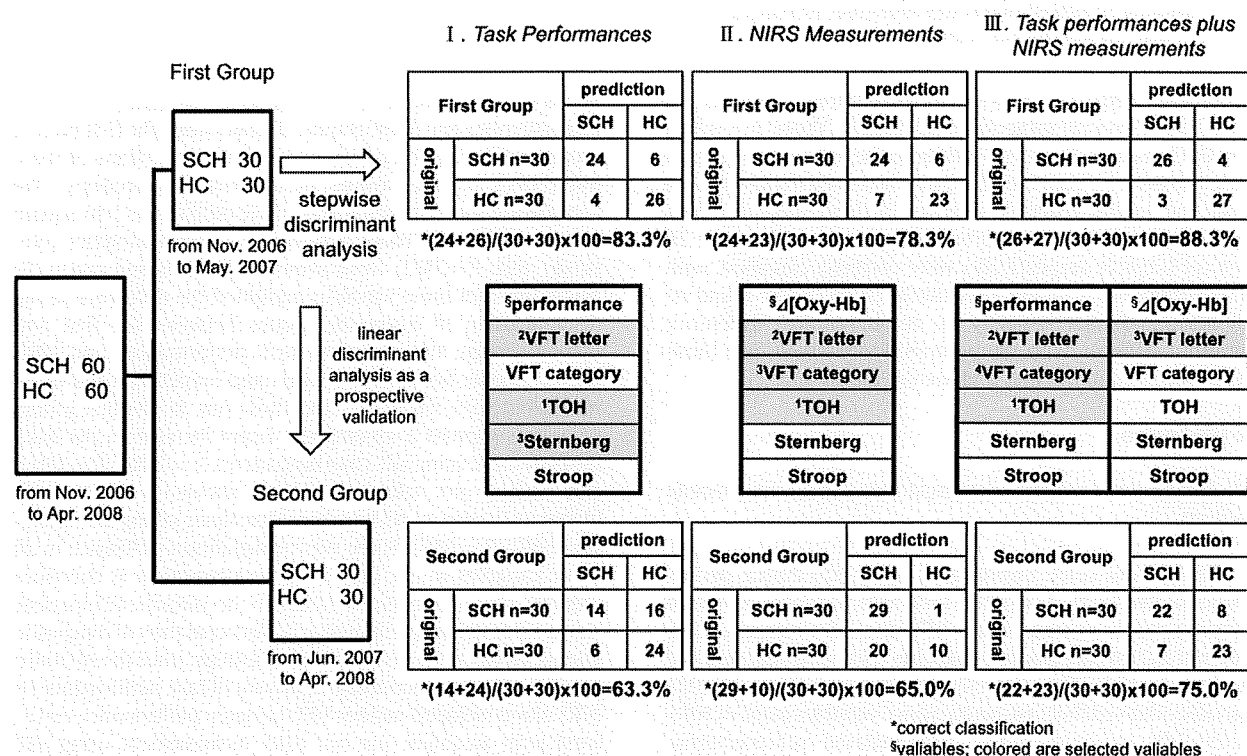 I . Task Performances
II . NIRS Measurements
III. Task performances plus
NIRS measurements
First Group
SCH 30
HC 30
from Nov. 2006
to May. 2007
stepwise
discriminant
analysis
First Group
prediction
SCH HC
original
SCH n=30 24 6
HC n=30 4 26
*(24+26)/(30+30)x100=83.3%
First Group
prediction
SCH HC
original
SCH n=30 24 6
HC n=30 7 23
*(24+23)/(30+30)x100=78.3%
First Group
prediction
SCH HC
original
SCH n=30 26 4
HC n=30 3 27
*(26+27)/(30+30)x100=88.3%
SCH 60
HC 60
from Nov. 2006
to Apr. 2008
linear
discriminant
analysis as a
prospective
validation
§performance
²VFT letter
VFT category
¹TOH
³Sternberg
Stroop
§Δ[Oxy-Hb]
²VFT letter
³VFT category
¹TOH
Sternberg
Stroop
§performance §Δ[Oxy-Hb]
²VFT letter ³VFT letter
⁴VFT category VFT category
¹TOH TOH
Sternberg Sternberg
Stroop Stroop
Second Group
SCH 30
HC 30
from Jun. 2007
to Apr. 2008
Second Group
prediction
SCH HC
original
SCH n=30 14 16
HC n=30 6 24
*(14+24)/(30+30)x100=63.3%
Second Group
prediction
SCH HC
original
SCH n=30 29 1
HC n=30 20 10
*(29+10)/(30+30)x100=65.0%
Second Group
prediction
SCH HC
original
SCH n=30 22 8
HC n=30 7 23
*(22+23)/(30+30)x100=75.0%
*correct classification
§valiables; colored are selected variables